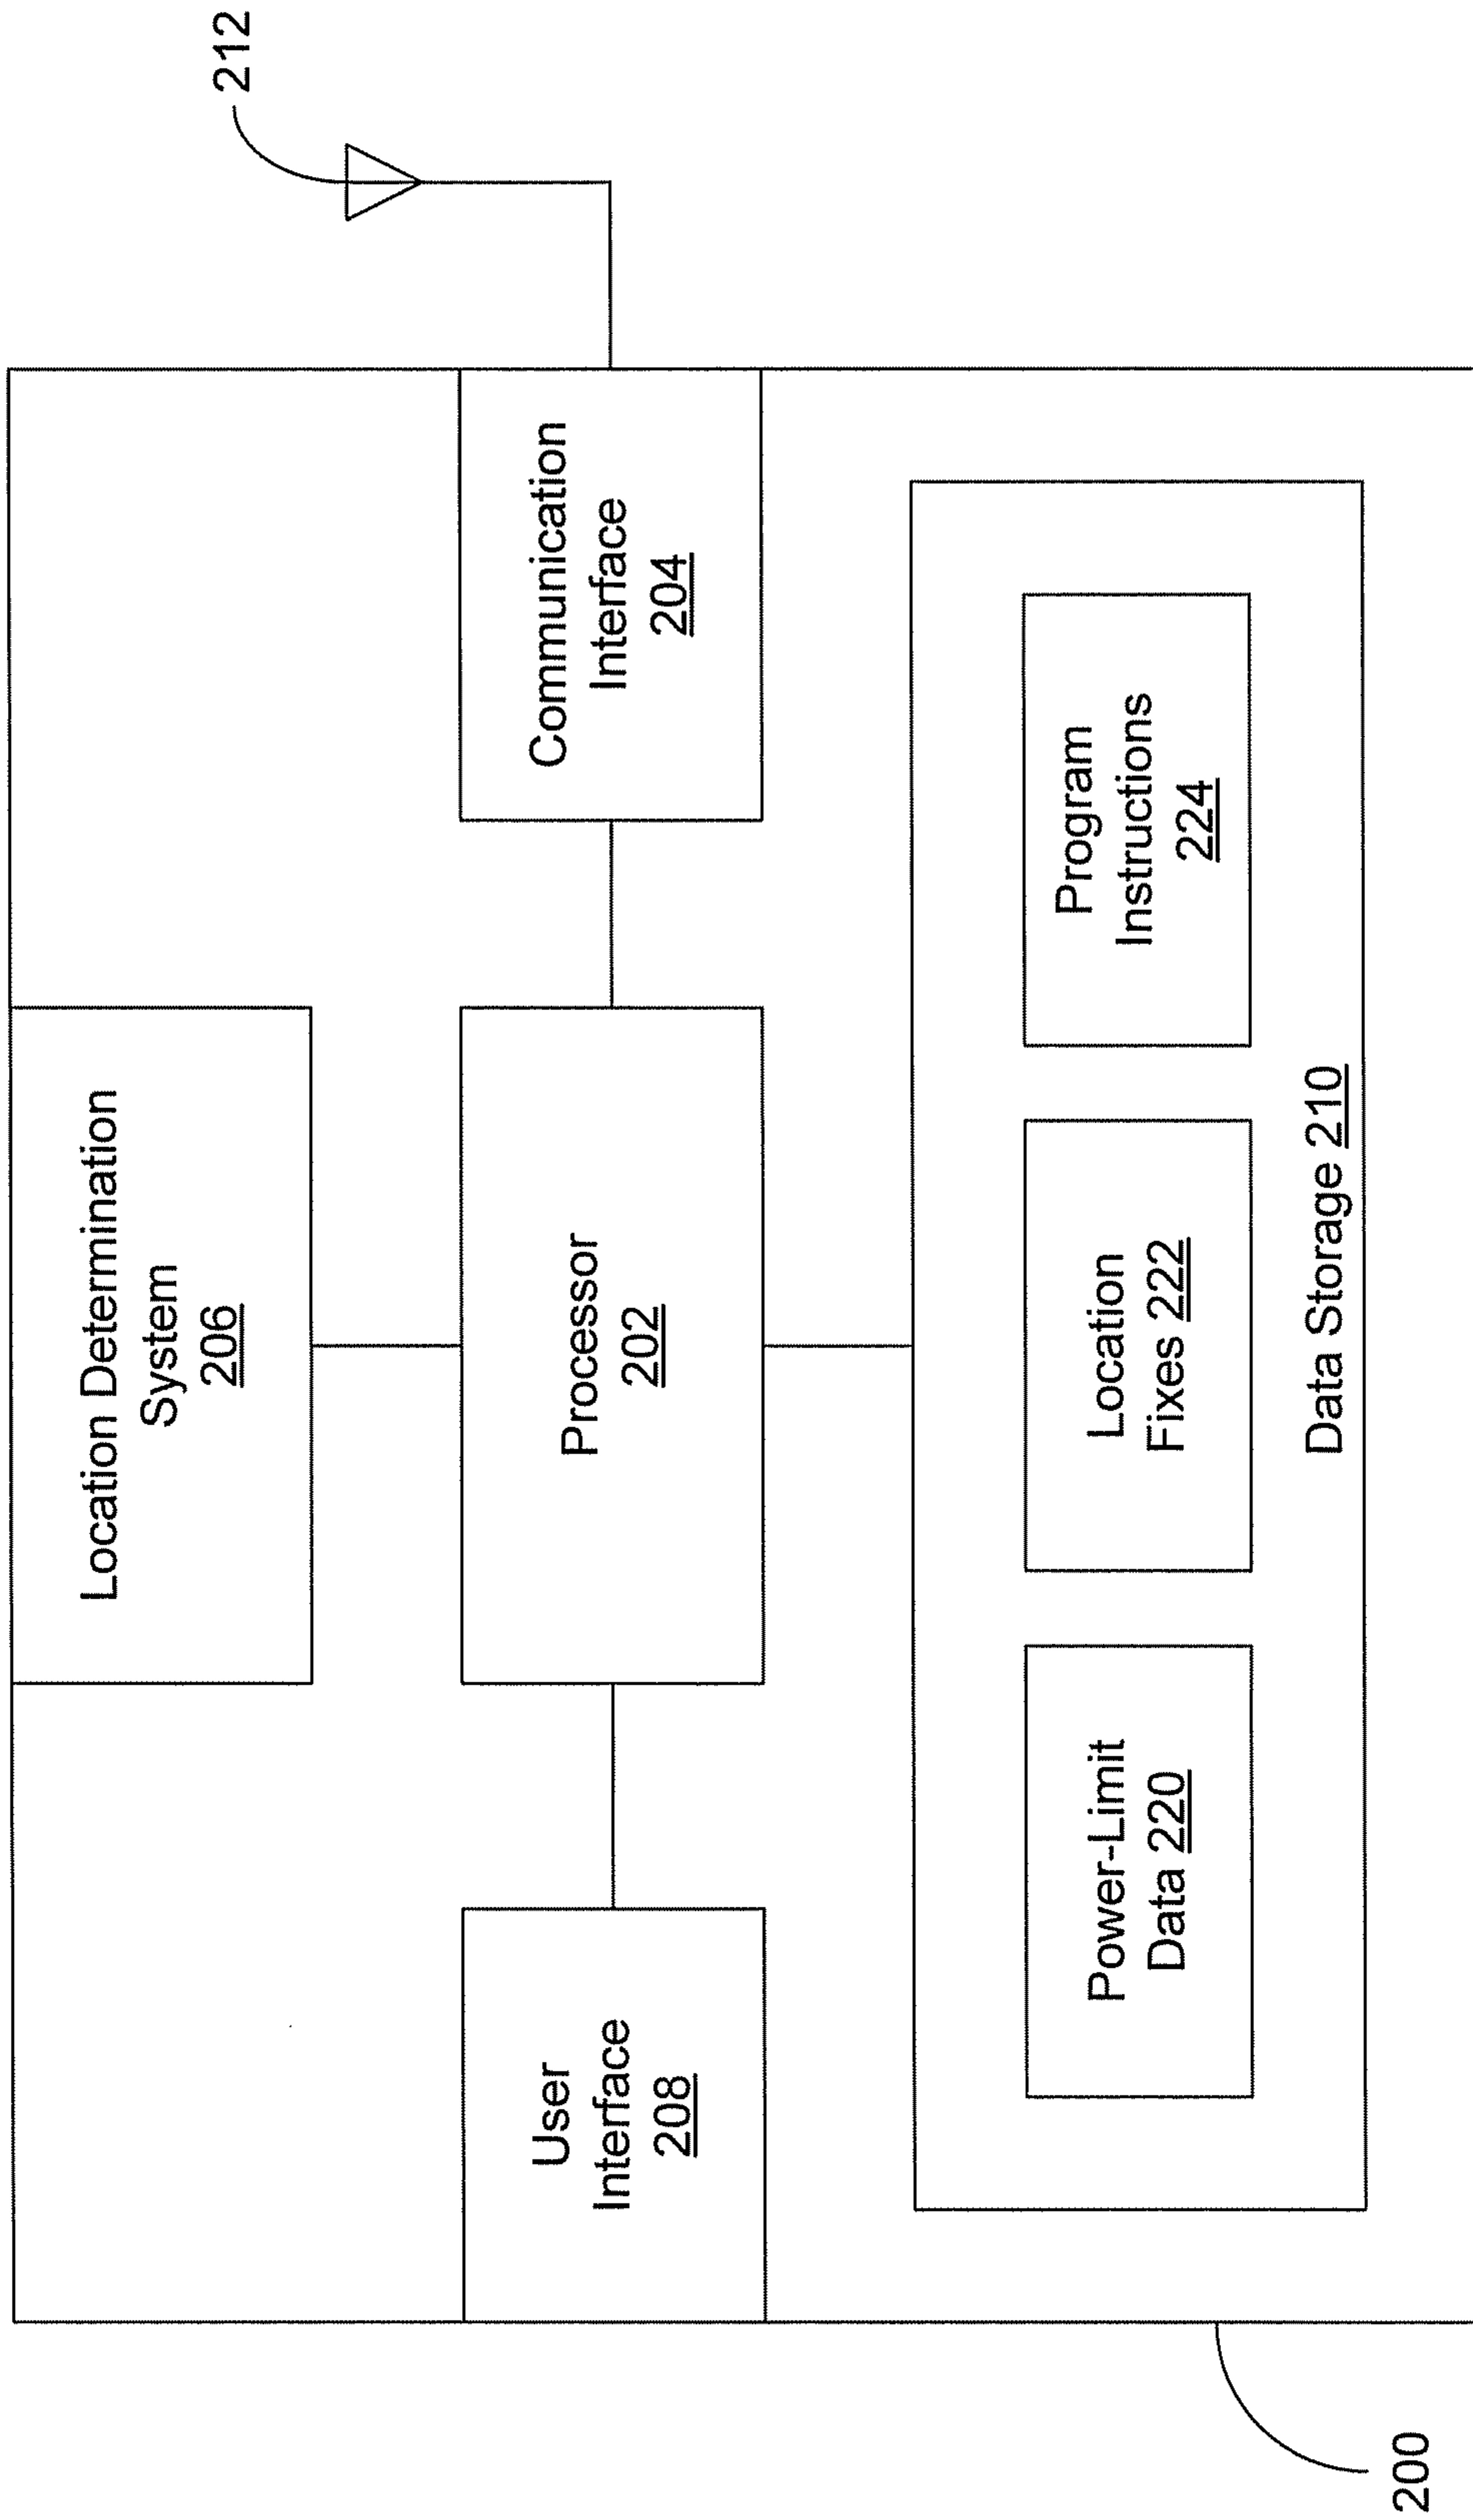 212
Location Determination
System
206
User
Interface
208
Processor
202
Communication
Interface
204
Power-Limit
Data 220
Location
Fixes 222
Program
Instructions
224
Data Storage 210
200